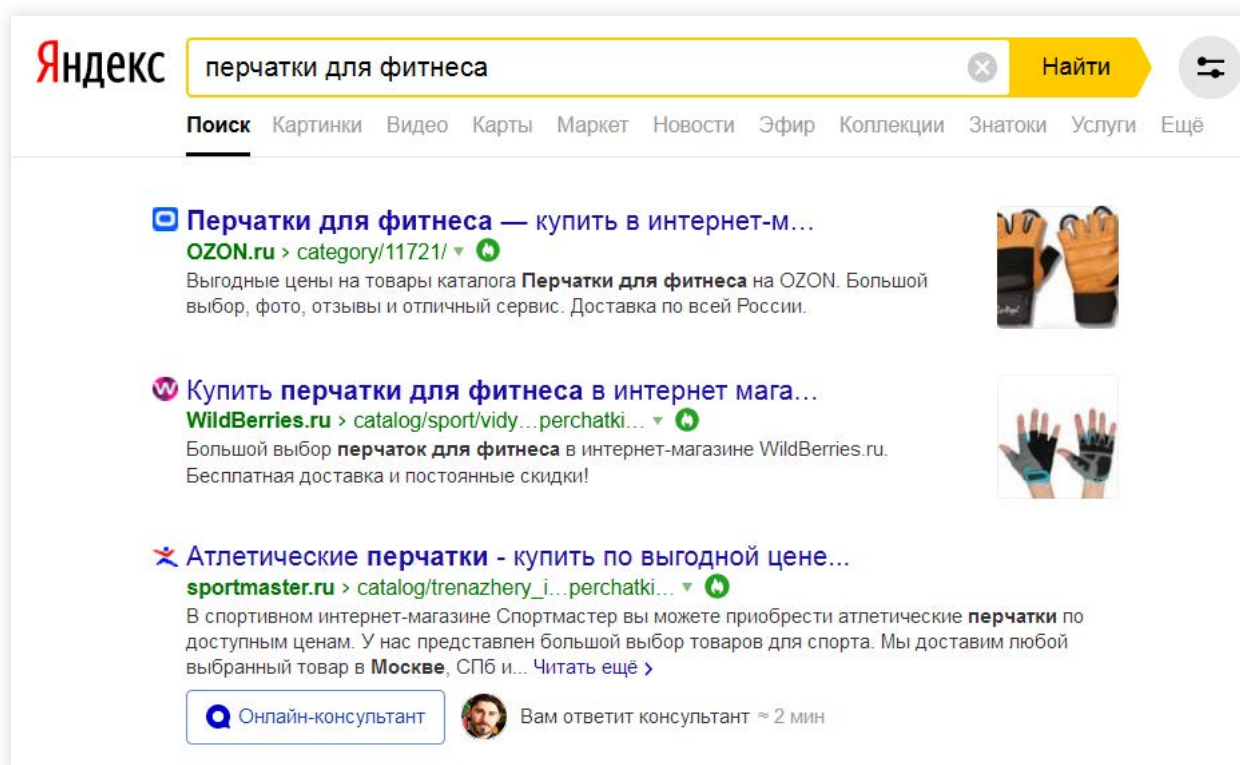 Яндекс
перчатки для фитнеса
Найти
Поиск Картинки Видео Карты Маркет Новости Эфир Коллекции Знатоки Услуги Ещё
Перчатки для фитнеса — купить в интернет-м...
OZON.ru › category/11721/
Выгодные цены на товары каталога Перчатки для фитнеса на OZON. Большой
выбор, фото, отзывы и отличный сервис. Доставка по всей России.
Купить перчатки для фитнеса в интернет мага...
WildBerries.ru › catalog/sport/vidy...perchatki...
Большой выбор перчаток для фитнеса в интернет-магазине WildBerries.ru.
Бесплатная доставка и постоянные скидки!
Атлетические перчатки - купить по выгодной цене...
sportmaster.ru › catalog/trenazhery_i...perchatki...
В спортивном интернет-магазине Спортмастер вы можете приобрести атлетические перчатки по
доступным ценам. У нас представлен большой выбор товаров для спорта. Мы доставим любой
выбранный товар в Москве, СПб и... Читать ещё ›
Онлайн-консультант
Вам ответит консультант ≈ 2 мин